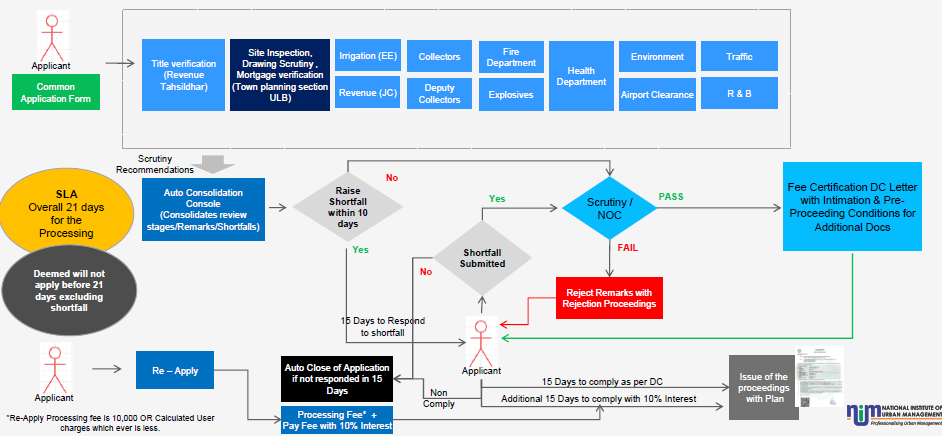 Applicant
Common
Application Form
Title verification
(Revenue
Tahsildhar)
Site Inspection,
Drawing Scrutiny ,
Mortgage verification
(Town planning section
ULB)
Irrigation (EE)
Revenue (JC)
Collectors
Deputy
Collectors
Fire
Department
Explosives
Health
Department
Environment
Airport Clearance
Traffic
R & B
Scrutiny
Recommendations
SLA
Overall 21 days
for the
Processing
Deemed will not
apply before 21
days excluding
shortfall
Auto Consolidation
Console
(Consolidates review
stages/Remarks/Shortfalls)
Raise
Shortfall
within 10
days
No
Yes
Shortfall
Submitted
Yes
No
Scrutiny /
NOC
PASS
FAIL
Fee Certification DC Letter
with Intimation & Pre-
Proceeding Conditions for
Additional Docs
Reject Remarks with
Rejection Proceedings
15 Days to Respond
to shortfall
Applicant
Applicant
Re – Apply
Auto Close of Application
if not responded in 15
Days
Non
Comply
15 Days to comply as per DC
Additional 15 Days to comply with 10% Interest
Processing Fee* +
Pay Fee with 10% Interest
Issue of the
proceedings
with Plan
*Re-Apply Processing fee is 10,000 OR Calculated User
charges which ever is less.
NATIONAL INSTITUTE OF
URBAN MANAGEMENT
Professionalising Urban Management